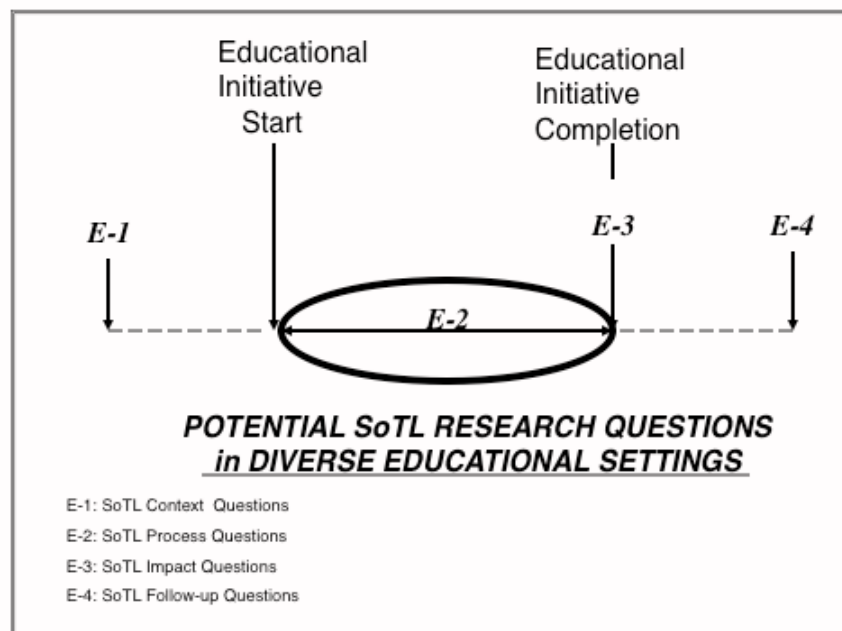 Educational
Initiative
Start
Educational
Initiative
Completion
E-1
E-3
E-4
E-2
POTENTIAL SoTL RESEARCH QUESTIONS
in DIVERSE EDUCATIONAL SETTINGS
E-1: SoTL Context Questions
E-2: SoTL Process Questions
E-3: SoTL Impact Questions
E-4: SoTL Follow-up Questions